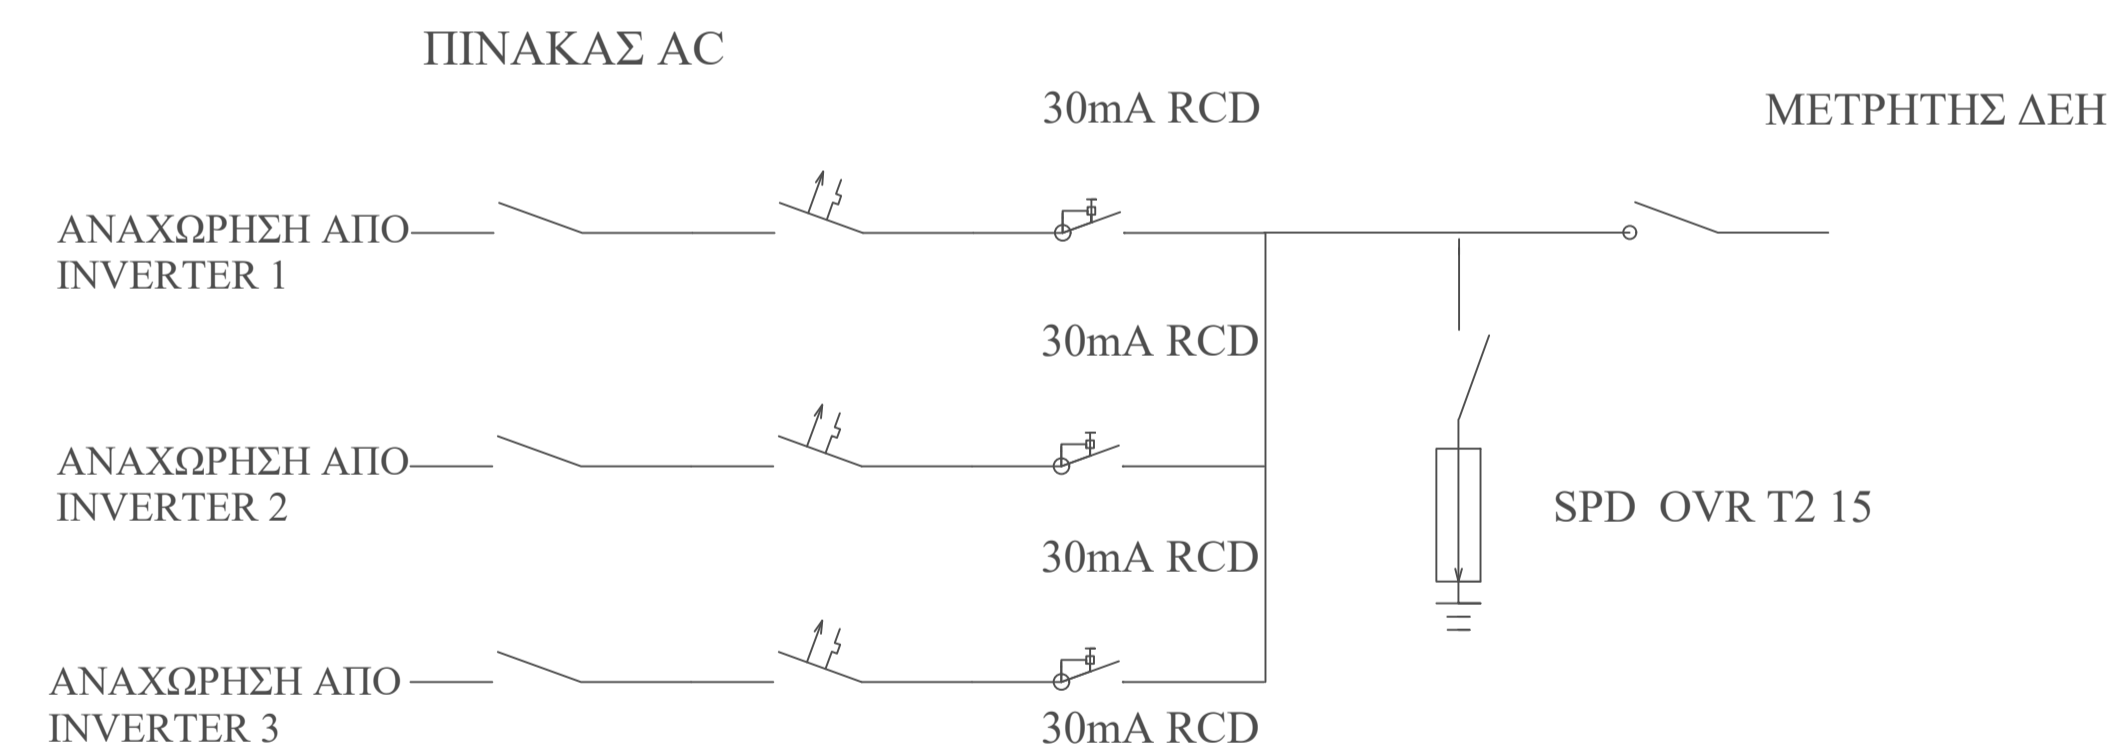 ΠΙΝΑΚΑΣ AC
30mA RCD
ΜΕΤΡΗΤΗΣ ΔΕΗ
ΑΝΑΧΩΡΗΣΗ ΑΠΟ
INVERTER 1
30mA RCD
ΑΝΑΧΩΡΗΣΗ ΑΠΟ
INVERTER 2
SPD OVR T2 15
30mA RCD
ΑΝΑΧΩΡΗΣΗ ΑΠΟ
INVERTER 3
30mA RCD